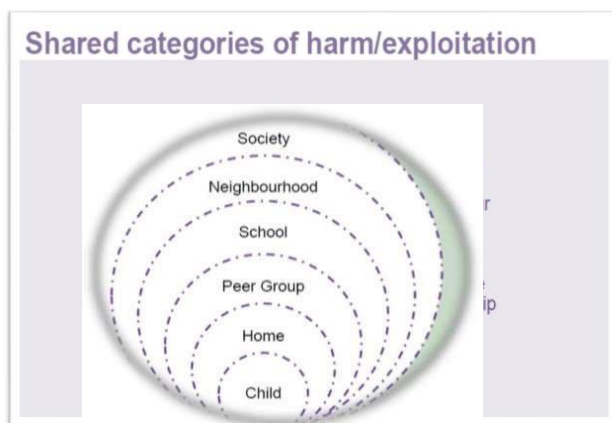 Shared categories of harm/exploitation
Society
Neighbourhood
School
Peer Group
Home
Child